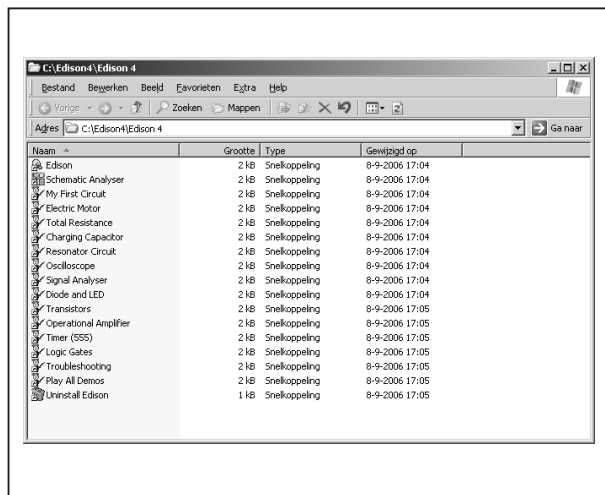 C:\Edison4\Edison 4
Bestand Bewerken Beeld Favorieten Extra Help
Vorige Zoeken Mappen
Adres C:\Edison4\Edison 4 Ga naar
Naam Grootte Type Gewijzigd op
Edison 2 kB Snelkoppeling 8-9-2006 17:04
Schematic Analyser 2 kB Snelkoppeling 8-9-2006 17:04
My First Circuit 2 kB Snelkoppeling 8-9-2006 17:04
Electric Motor 2 kB Snelkoppeling 8-9-2006 17:04
Total Resistance 2 kB Snelkoppeling 8-9-2006 17:04
Charging Capacitor 2 kB Snelkoppeling 8-9-2006 17:04
Resonator Circuit 2 kB Snelkoppeling 8-9-2006 17:04
Oscilloscope 2 kB Snelkoppeling 8-9-2006 17:04
Signal Analyser 2 kB Snelkoppeling 8-9-2006 17:04
Diode and LED 2 kB Snelkoppeling 8-9-2006 17:04
Transistors 2 kB Snelkoppeling 8-9-2006 17:05
Operational Amplifier 2 kB Snelkoppeling 8-9-2006 17:05
Timer (555) 2 kB Snelkoppeling 8-9-2006 17:05
Logic Gates 2 kB Snelkoppeling 8-9-2006 17:05
Troubleshooting 2 kB Snelkoppeling 8-9-2006 17:05
Play All Demos 2 kB Snelkoppeling 8-9-2006 17:05
Uninstall Edison 1 kB Snelkoppeling 8-9-2006 17:05